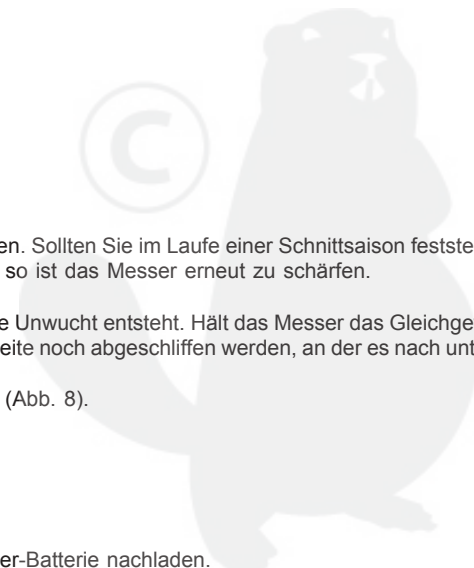 ©
en. Sollten Sie im Laufe einer Schnittsaison festste
so ist das Messer erneut zu schärfen.
e Unwucht entsteht. Hält das Messer das Gleichge
eite noch abgeschliffen werden, an der es nach unt
(Abb. 8).
er-Batterie nachladen.